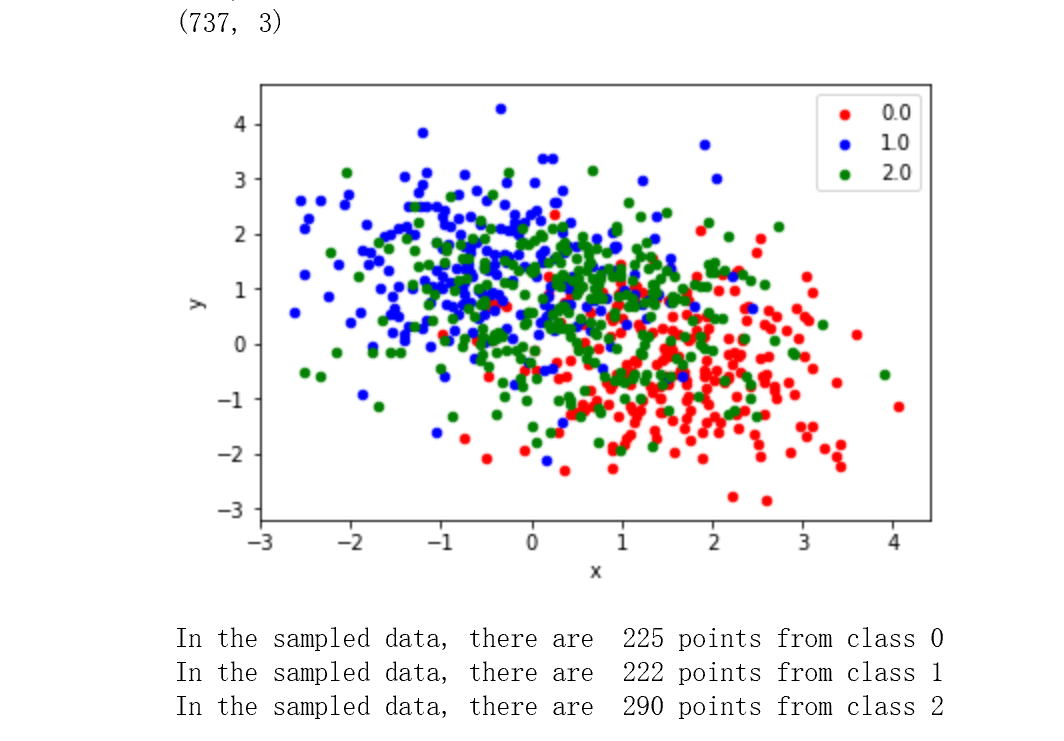 (737, 3)
0.0
1.0
2.0
4
3
2
1
0
−1
−2
−3
y
−3 −2 −1 0 1 2 3 4
x
In the sampled data, there are  225 points from class 0
In the sampled data, there are  222 points from class 1
In the sampled data, there are  290 points from class 2